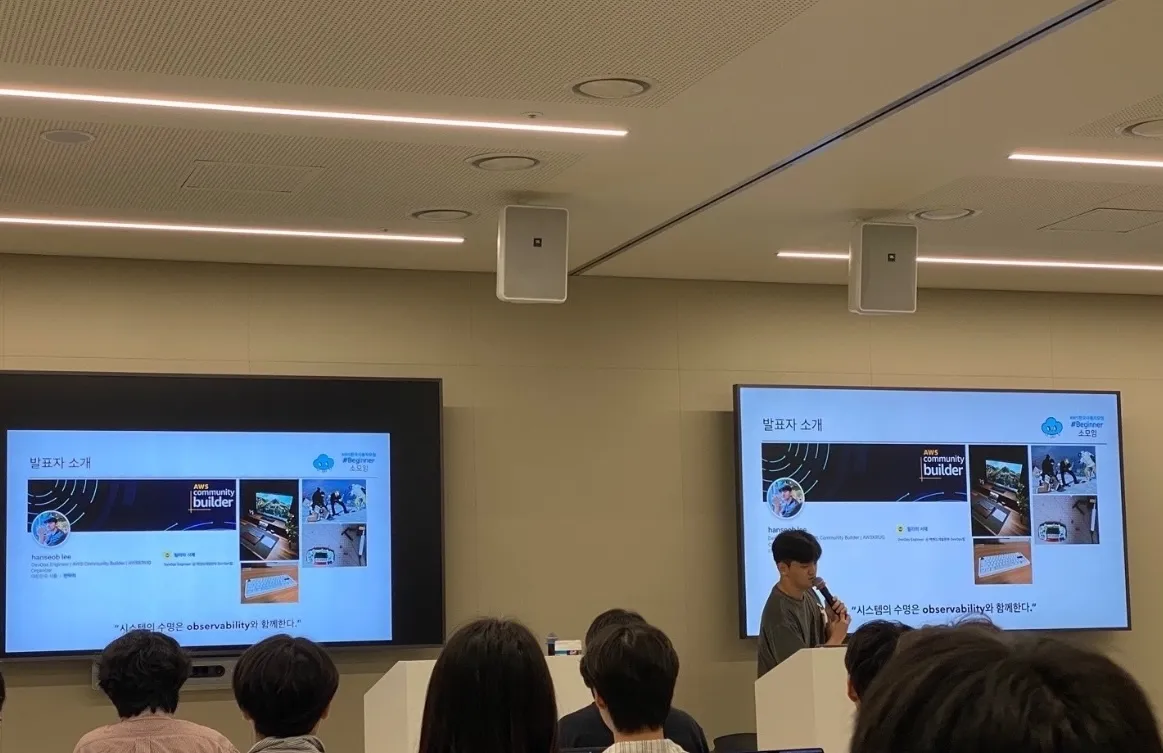 발표자 소개
#Beginner
소모임
AWS
community
builder
hanseob lee
DevOps Engineer | AWS Community Builder | AWSKRUG
Organizer
"시스템의 수명은 observability와 함께한다."
발표자 소개
#Beginner
소모임
AWS
community
builder
hanseob lee
"시스템의 수명은 observability와 함께한다."